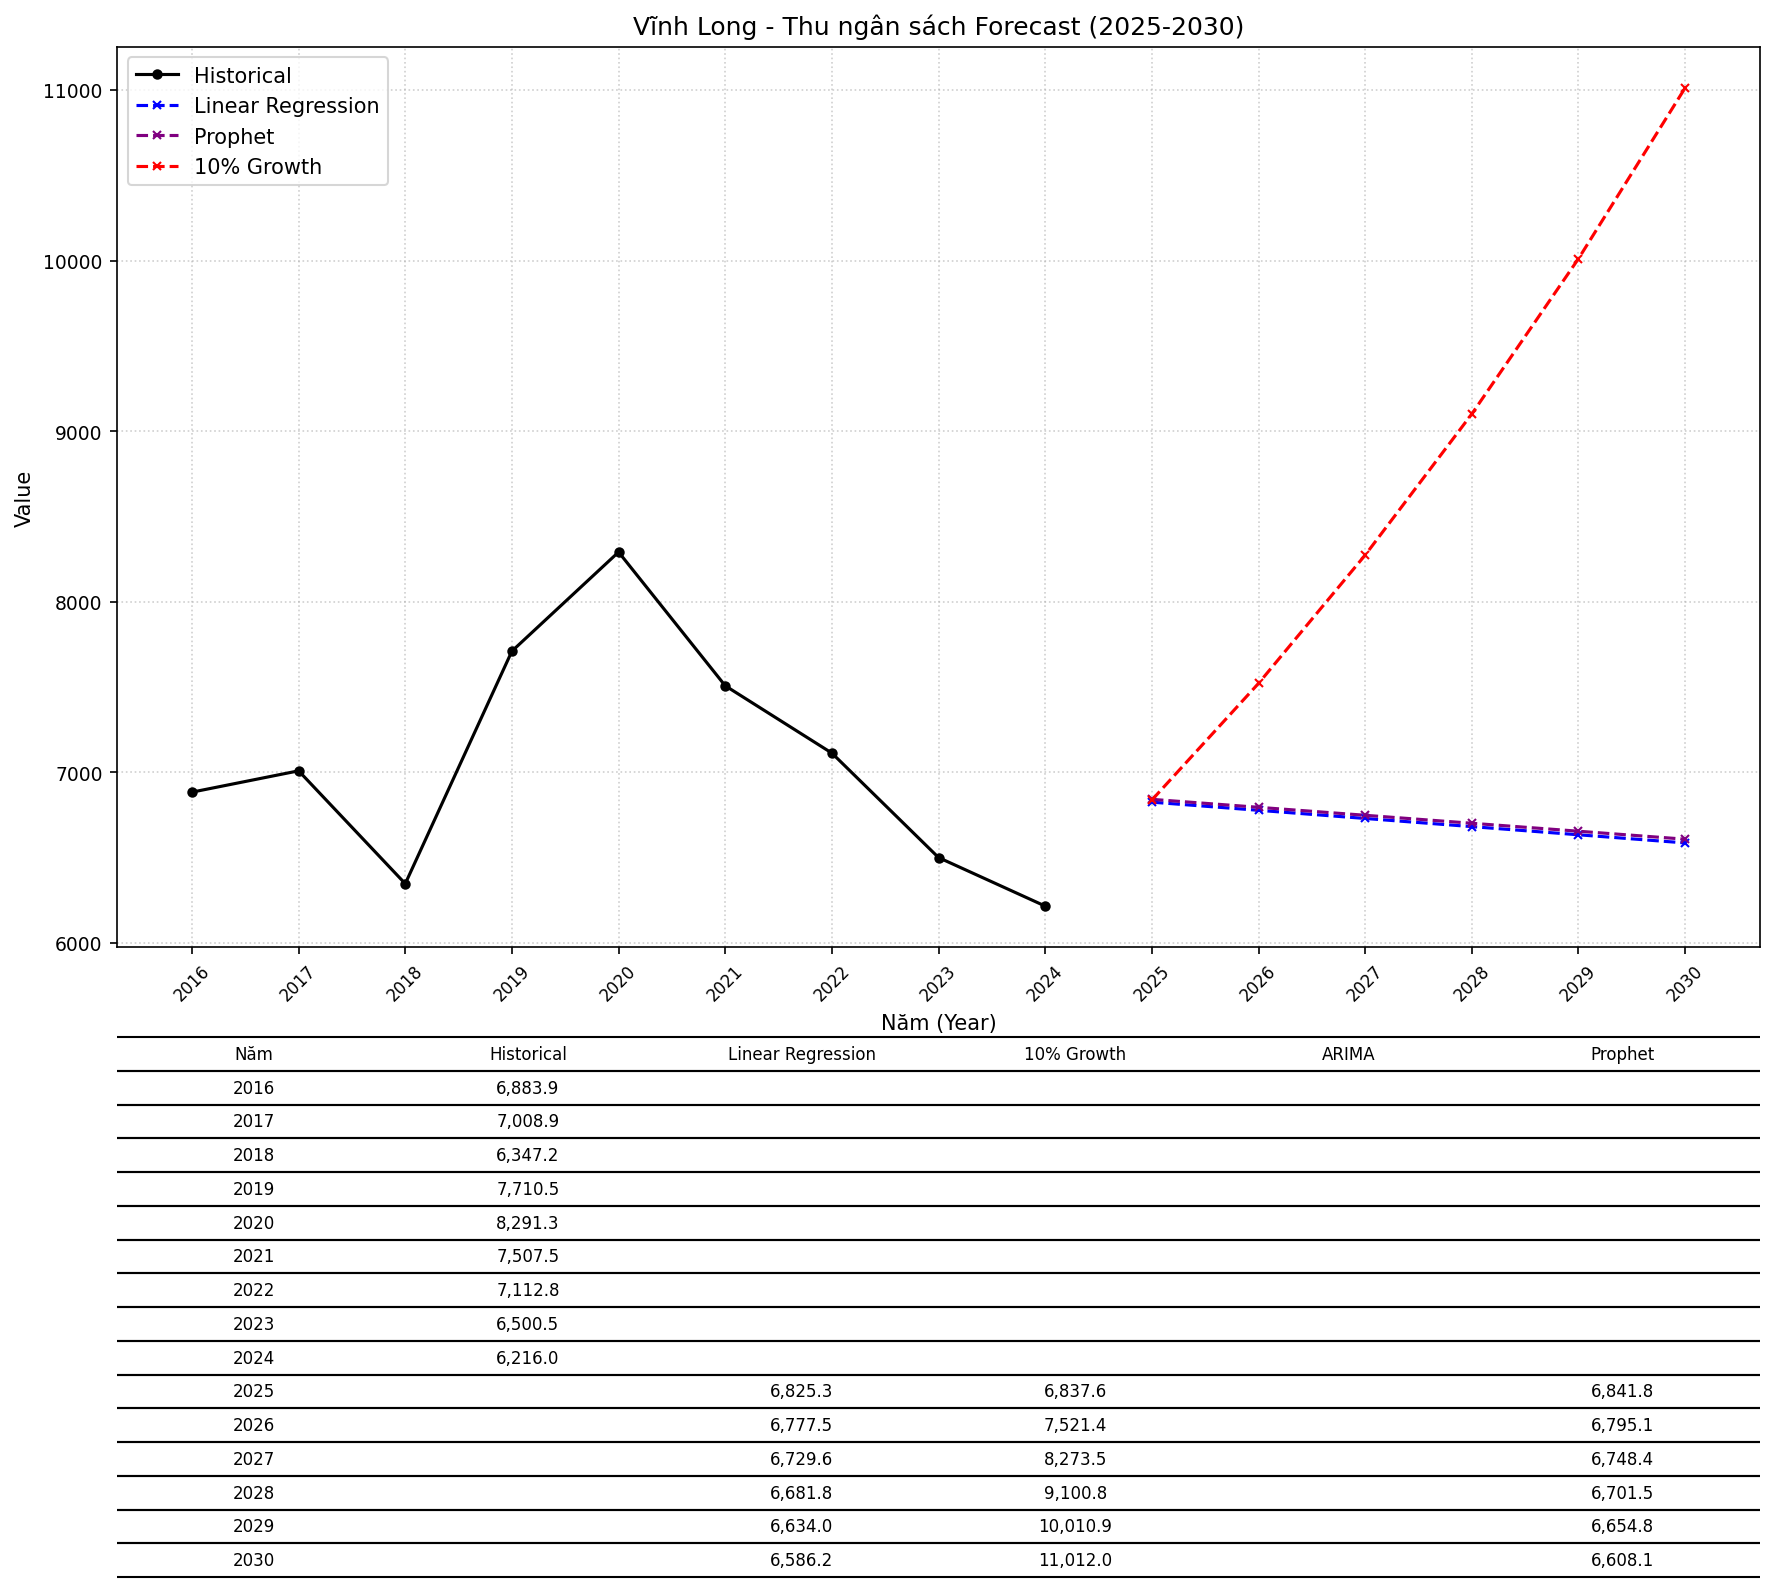 Vĩnh Long - Thu ngân sách Forecast (2025-2030)
Historical
Linear Regression
Prophet
10% Growth
Value
11000
10000
9000
8000
7000
6000
2016 2017 2018 2019 2020 2021 2022 2023 2024 2025 2026 2027 2028 2029 2030
Năm (Year)
Năm Historical Linear Regression 10% Growth ARIMA Prophet
2016 6,883.9
2017 7,008.9
2018 6,347.2
2019 7,710.5
2020 8,291.3
2021 7,507.5
2022 7,112.8
2023 6,500.5
2024 6,216.0
2025 6,825.3 6,837.6 6,841.8
2026 6,777.5 7,521.4 6,795.1
2027 6,729.6 8,273.5 6,748.4
2028 6,681.8 9,100.8 6,701.5
2029 6,634.0 10,010.9 6,654.8
2030 6,586.2 11,012.0 6,608.1